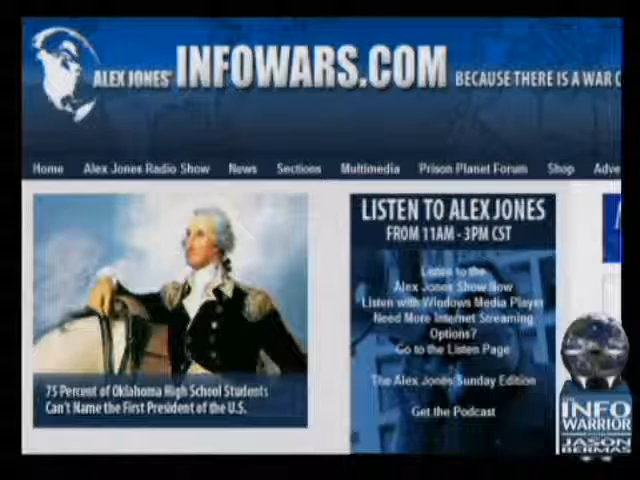 ALEX JONES' INFOWARS.COM BECAUSE THERE IS A WAR
Home Alex Jones Radio Show News Sections Multimedia Prison Planet Forum Shop Adve
LISTEN TO ALEX JONES
FROM 11AM - 3PM CST
Listen to the
Alex Jones Show Now
Listen with Windows Media Player
Need More Internet Streaming
Options?
Go to the Listen Page
The Alex Jones Sunday Edition
Get the Podcast
75 Percent of Oklahoma High School Students
Can't Name the First President of the U.S.
INFO
WARRIOR
JASON
BERMAS